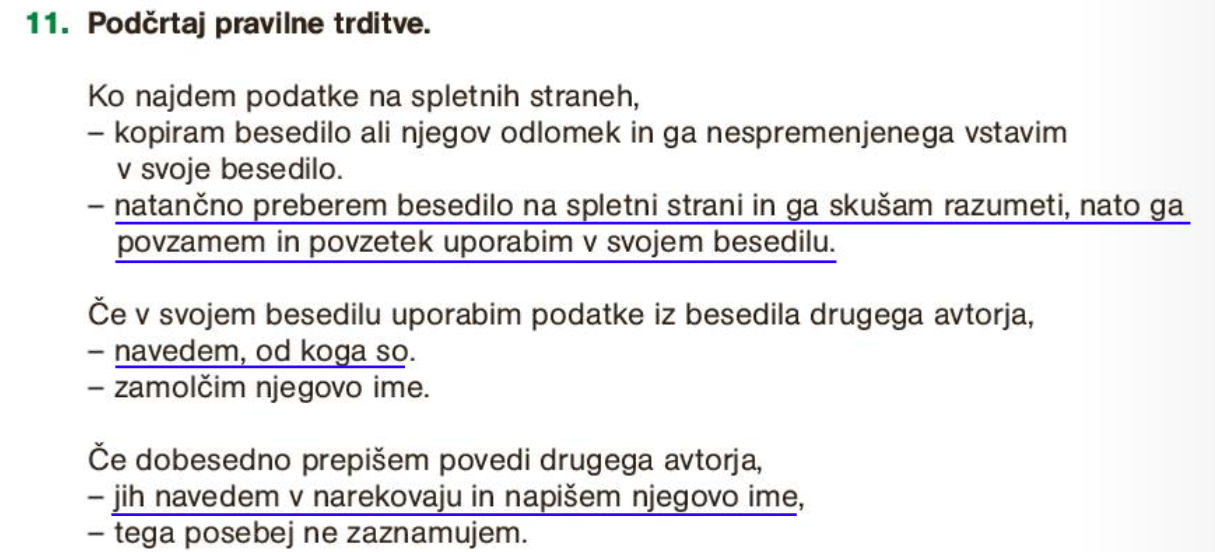 11. Podčrtaj pravilne trditve.
Ko najdem podatke na spletnih straneh,
– kopiram besedilo ali njegov odlomek in ga nespremenjenega vstavim
v svoje besedilo.
– natančno preberem besedilo na spletni strani in ga skušam razumeti, nato ga
povzamem in povzetek uporabim v svojem besedilu.
Če v svojem besedilu uporabim podatke iz besedila drugega avtorja,
– navedem, od koga so.
– zamolčim njegovo ime.
Če dobesedno prepišem povedi drugega avtorja,
– jih navedem v narekovaju in napišem njegovo ime,
– tega posebej ne zaznamujem.